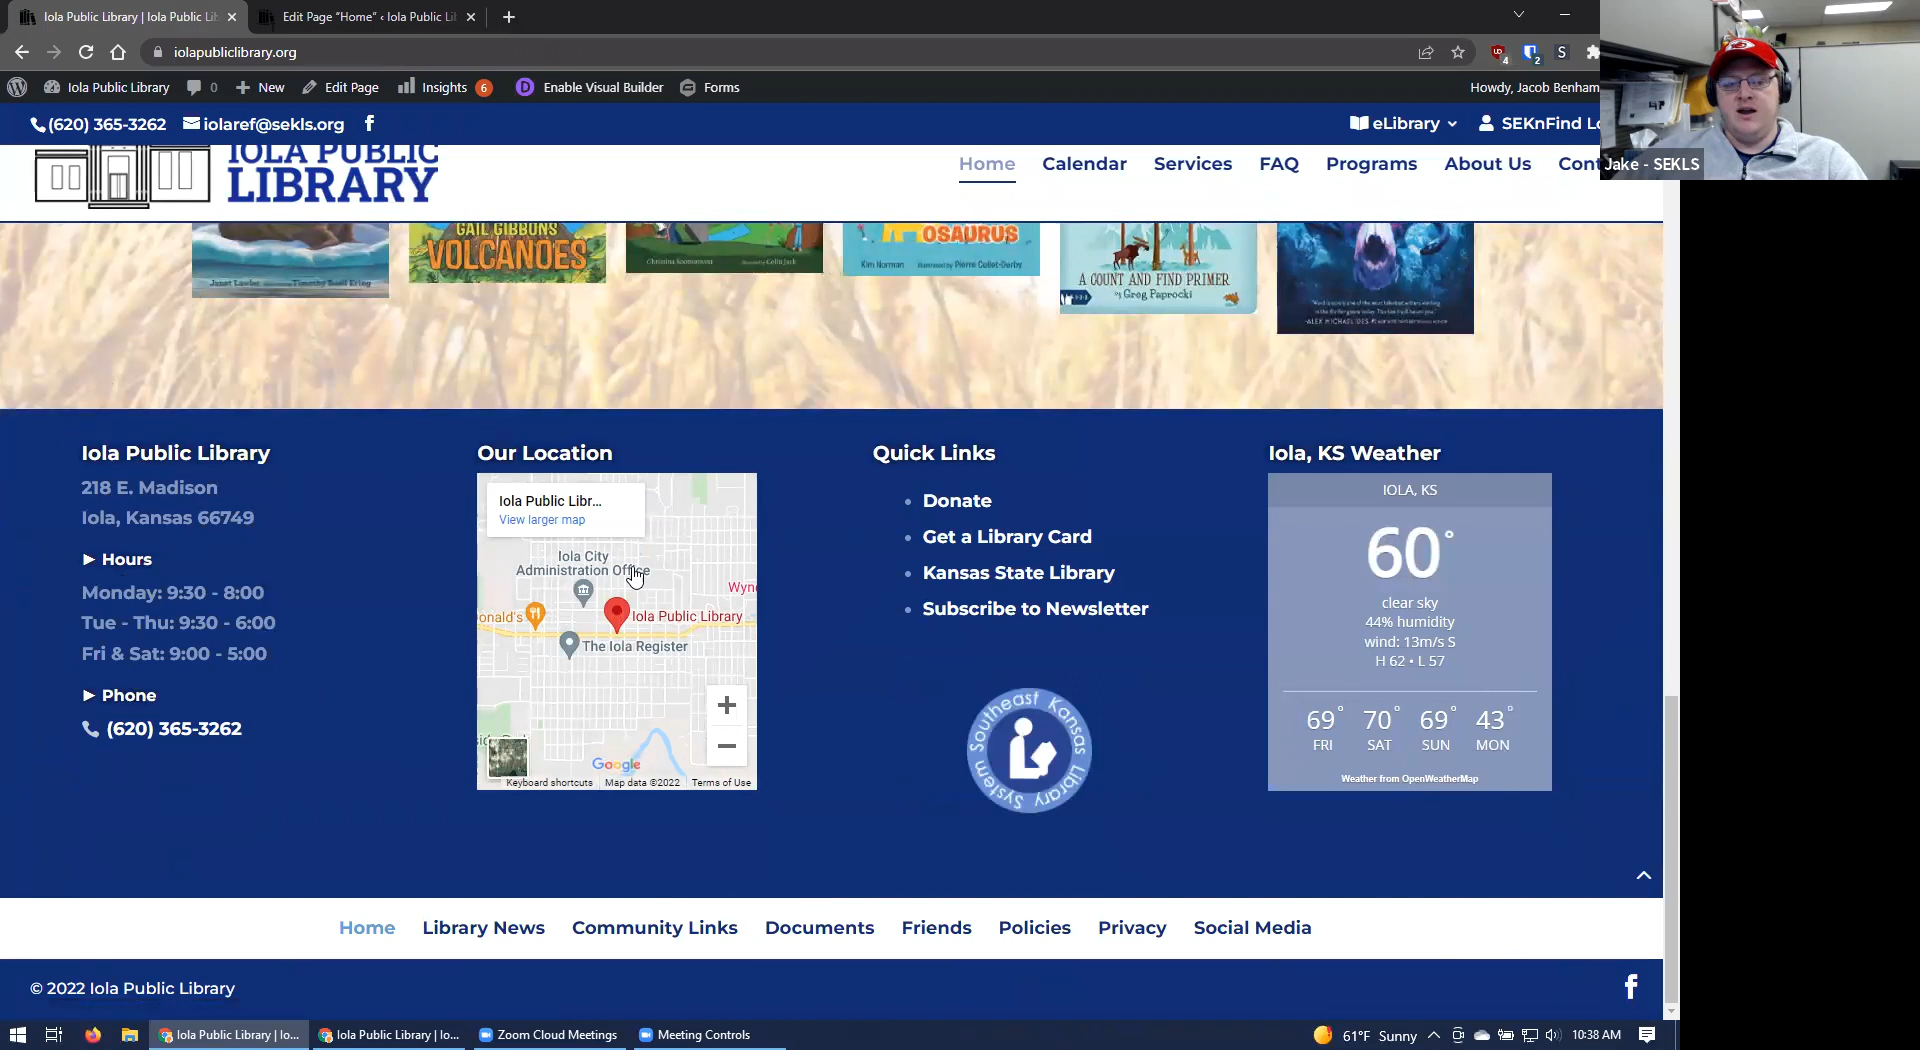 Iola Public Library | Iola Public Lib
Edit Page “Home” ‹ Iola Public Li
iolapubliclibrary.org
4
2
S
Iola Public Library
0
New
Edit Page
Insights
6
D
Enable Visual Builder
Forms
Howdy, Jacob Benham
(620) 365-3262
iolaref@sekls.org
eLibrary
SEKnFind Lo
Jake - SEKLS
IOLA PUBLIC
LIBRARY
Home
Calendar
Services
FAQ
Programs
About Us
Cont
GAIL GIBBONS
VOLCANOES
OSAURUS
Kim Norman
A COUNT AND FIND PRIMER
by Greg Paprocki
Iola Public Library
218 E. Madison
Iola, Kansas 66749
► Hours
Monday: 9:30 - 8:00
Tue - Thu: 9:30 - 6:00
Fri & Sat: 9:00 - 5:00
► Phone
(620) 365-3262
Our Location
Iola Public Libr...
View larger map
Iola City
Administration Office
Wyn
onald's
Iola Public Library
The Iola Register
+
−
Google
Keyboard shortcuts
Map data ©2022
Terms of Use
Quick Links
Donate
Get a Library Card
Kansas State Library
Subscribe to Newsletter
Southeast Kansas
Library System
Iola, KS Weather
IOLA, KS
60°
clear sky
44% humidity
wind: 13m/s S
H 62 • L 57
69° 70° 69° 43°
FRI SAT SUN MON
Weather from OpenWeatherMap
Home
Library News
Community Links
Documents
Friends
Policies
Privacy
Social Media
© 2022 Iola Public Library
Iola Public Library | Io...
Iola Public Library | Io...
Zoom Cloud Meetings
Meeting Controls
61°F Sunny
10:38 AM